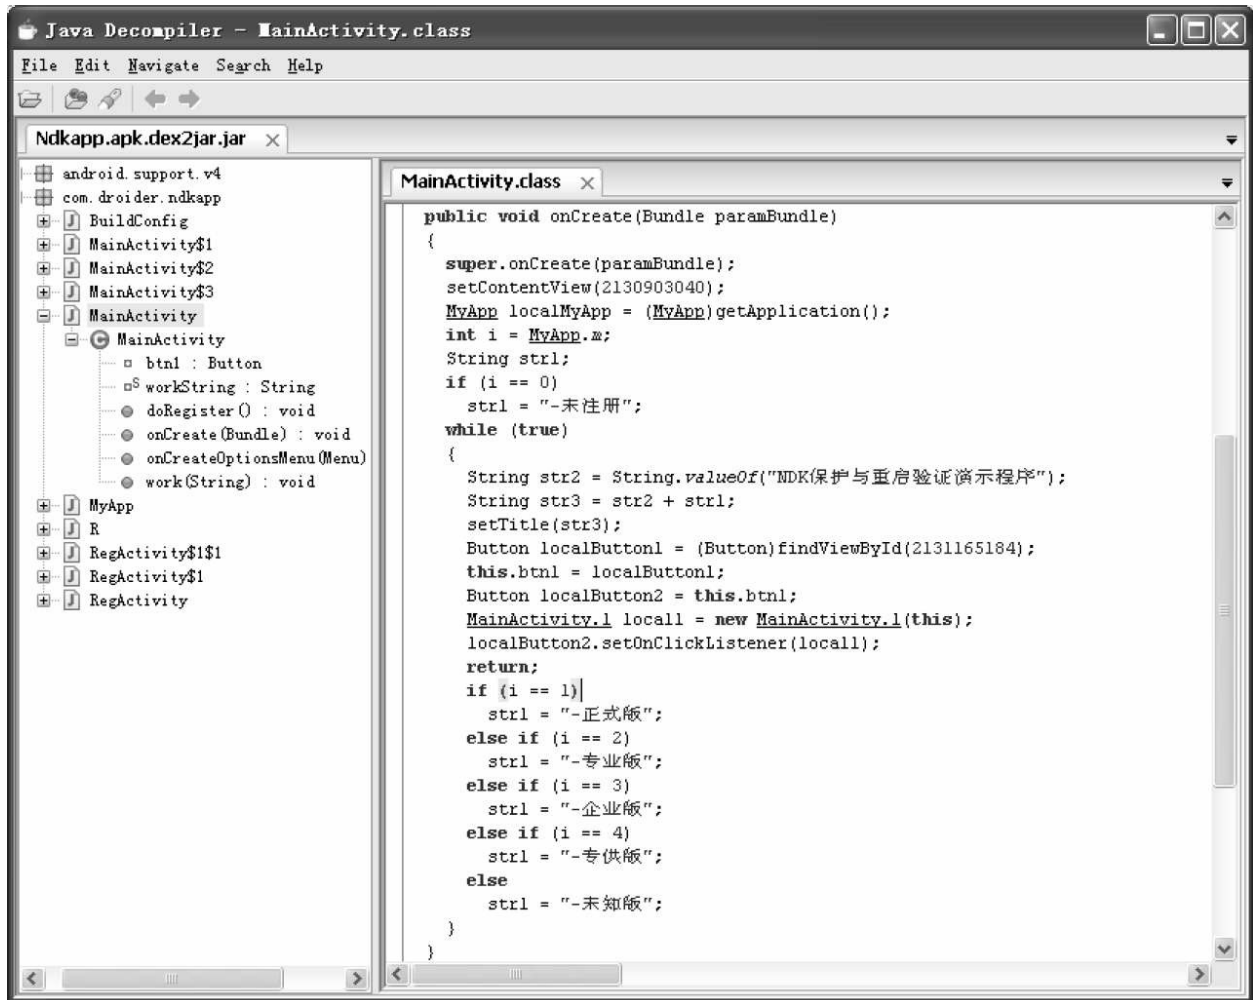 Java Decompiler - MainActivity.class
File Edit Navigate Search Help
Ndkapp.apk.dex2jar.jar
android.support.v4
com.droider.ndkapp
J BuildConfig
J MainActivity$1
J MainActivity$2
J MainActivity$3
J MainActivity
C MainActivity
btn1 : Button
S workString : String
doRegister() : void
onCreate(Bundle) : void
onCreateOptionsMenu(Menu)
work(String) : void
J MyApp
J R
J RegActivity$1$1
J RegActivity$1
J RegActivity
MainActivity.class
public void onCreate(Bundle paramBundle)
{
super.onCreate(paramBundle);
setContentView(2130903040);
MyApp localMyApp = (MyApp)getApplication();
int i = MyApp.m;
String str1;
if (i == 0)
str1 = "-未注册";
while (true)
{
String str2 = String.valueOf("NDK保护与重启验证演示程序");
String str3 = str2 + str1;
setTitle(str3);
Button localButton1 = (Button)findViewById(2131165184);
this.btn1 = localButton1;
Button localButton2 = this.btn1;
MainActivity.1 local1 = new MainActivity.1(this);
localButton2.setOnClickListener(local1);
return;
if (i == 1)
str1 = "-正式版";
else if (i == 2)
str1 = "-专业版";
else if (i == 3)
str1 = "-企业版";
else if (i == 4)
str1 = "-专供版";
else
str1 = "-未知版";
}
}